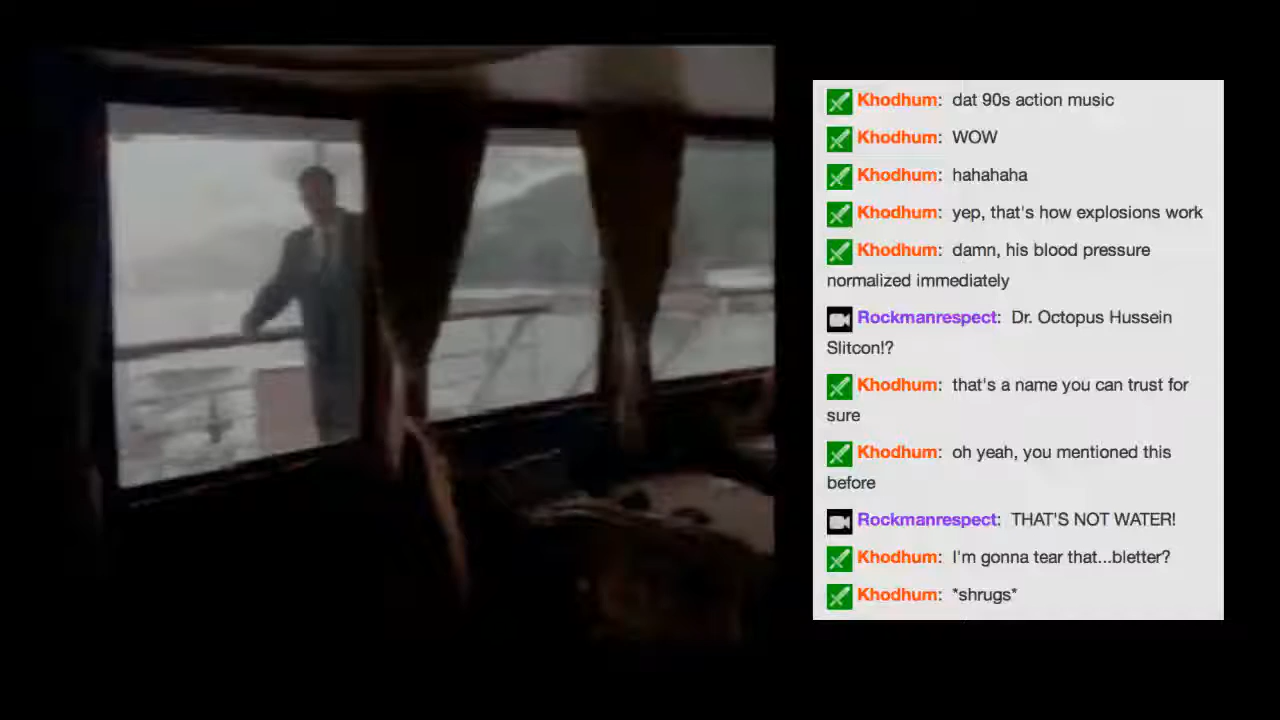 Khodhum: dat 90s action music
Khodhum: WOW
Khodhum: hahahaha
Khodhum: yep, that's how explosions work
Khodhum: damn, his blood pressure
normalized immediately
Rockmanrespect: Dr. Octopus Hussein
Slitcon!?
Khodhum: that's a name you can trust for
sure
Khodhum: oh yeah, you mentioned this
before
Rockmanrespect: THAT'S NOT WATER!
Khodhum: I'm gonna tear that...bletter?
Khodhum: *shrugs*